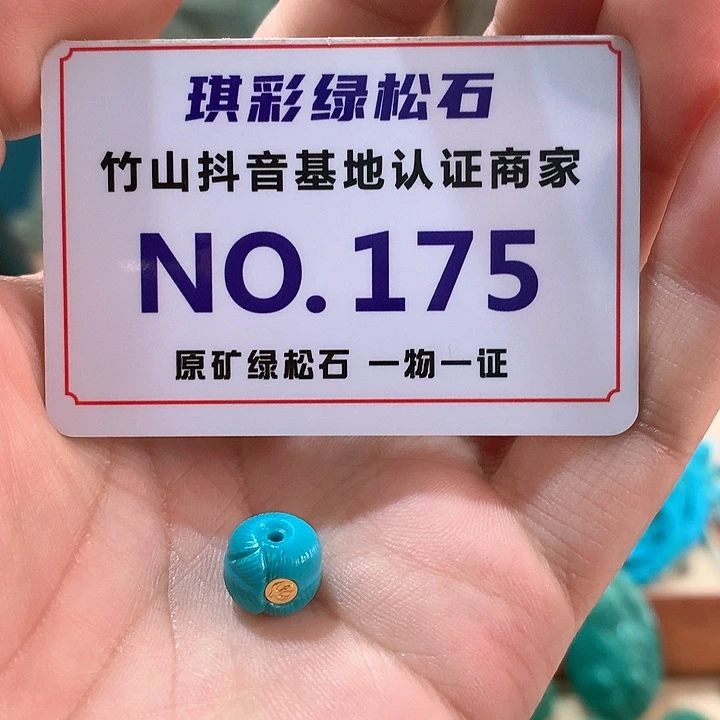 琪彩绿松石
竹山抖音基地认证商家
NO.175
原矿绿松石 一物一证